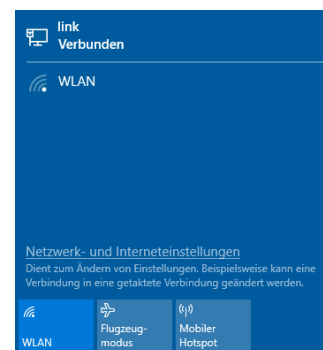 link
Verbunden
WLAN
Netzwerk- und Interneteinstellungen
Dient zum Ändern von Einstellungen. Beispielsweise kann eine
Verbindung in eine getaktete Verbindung geändert werden.
WLAN
Flugzeug-
modus
Mobiler
Hotspot